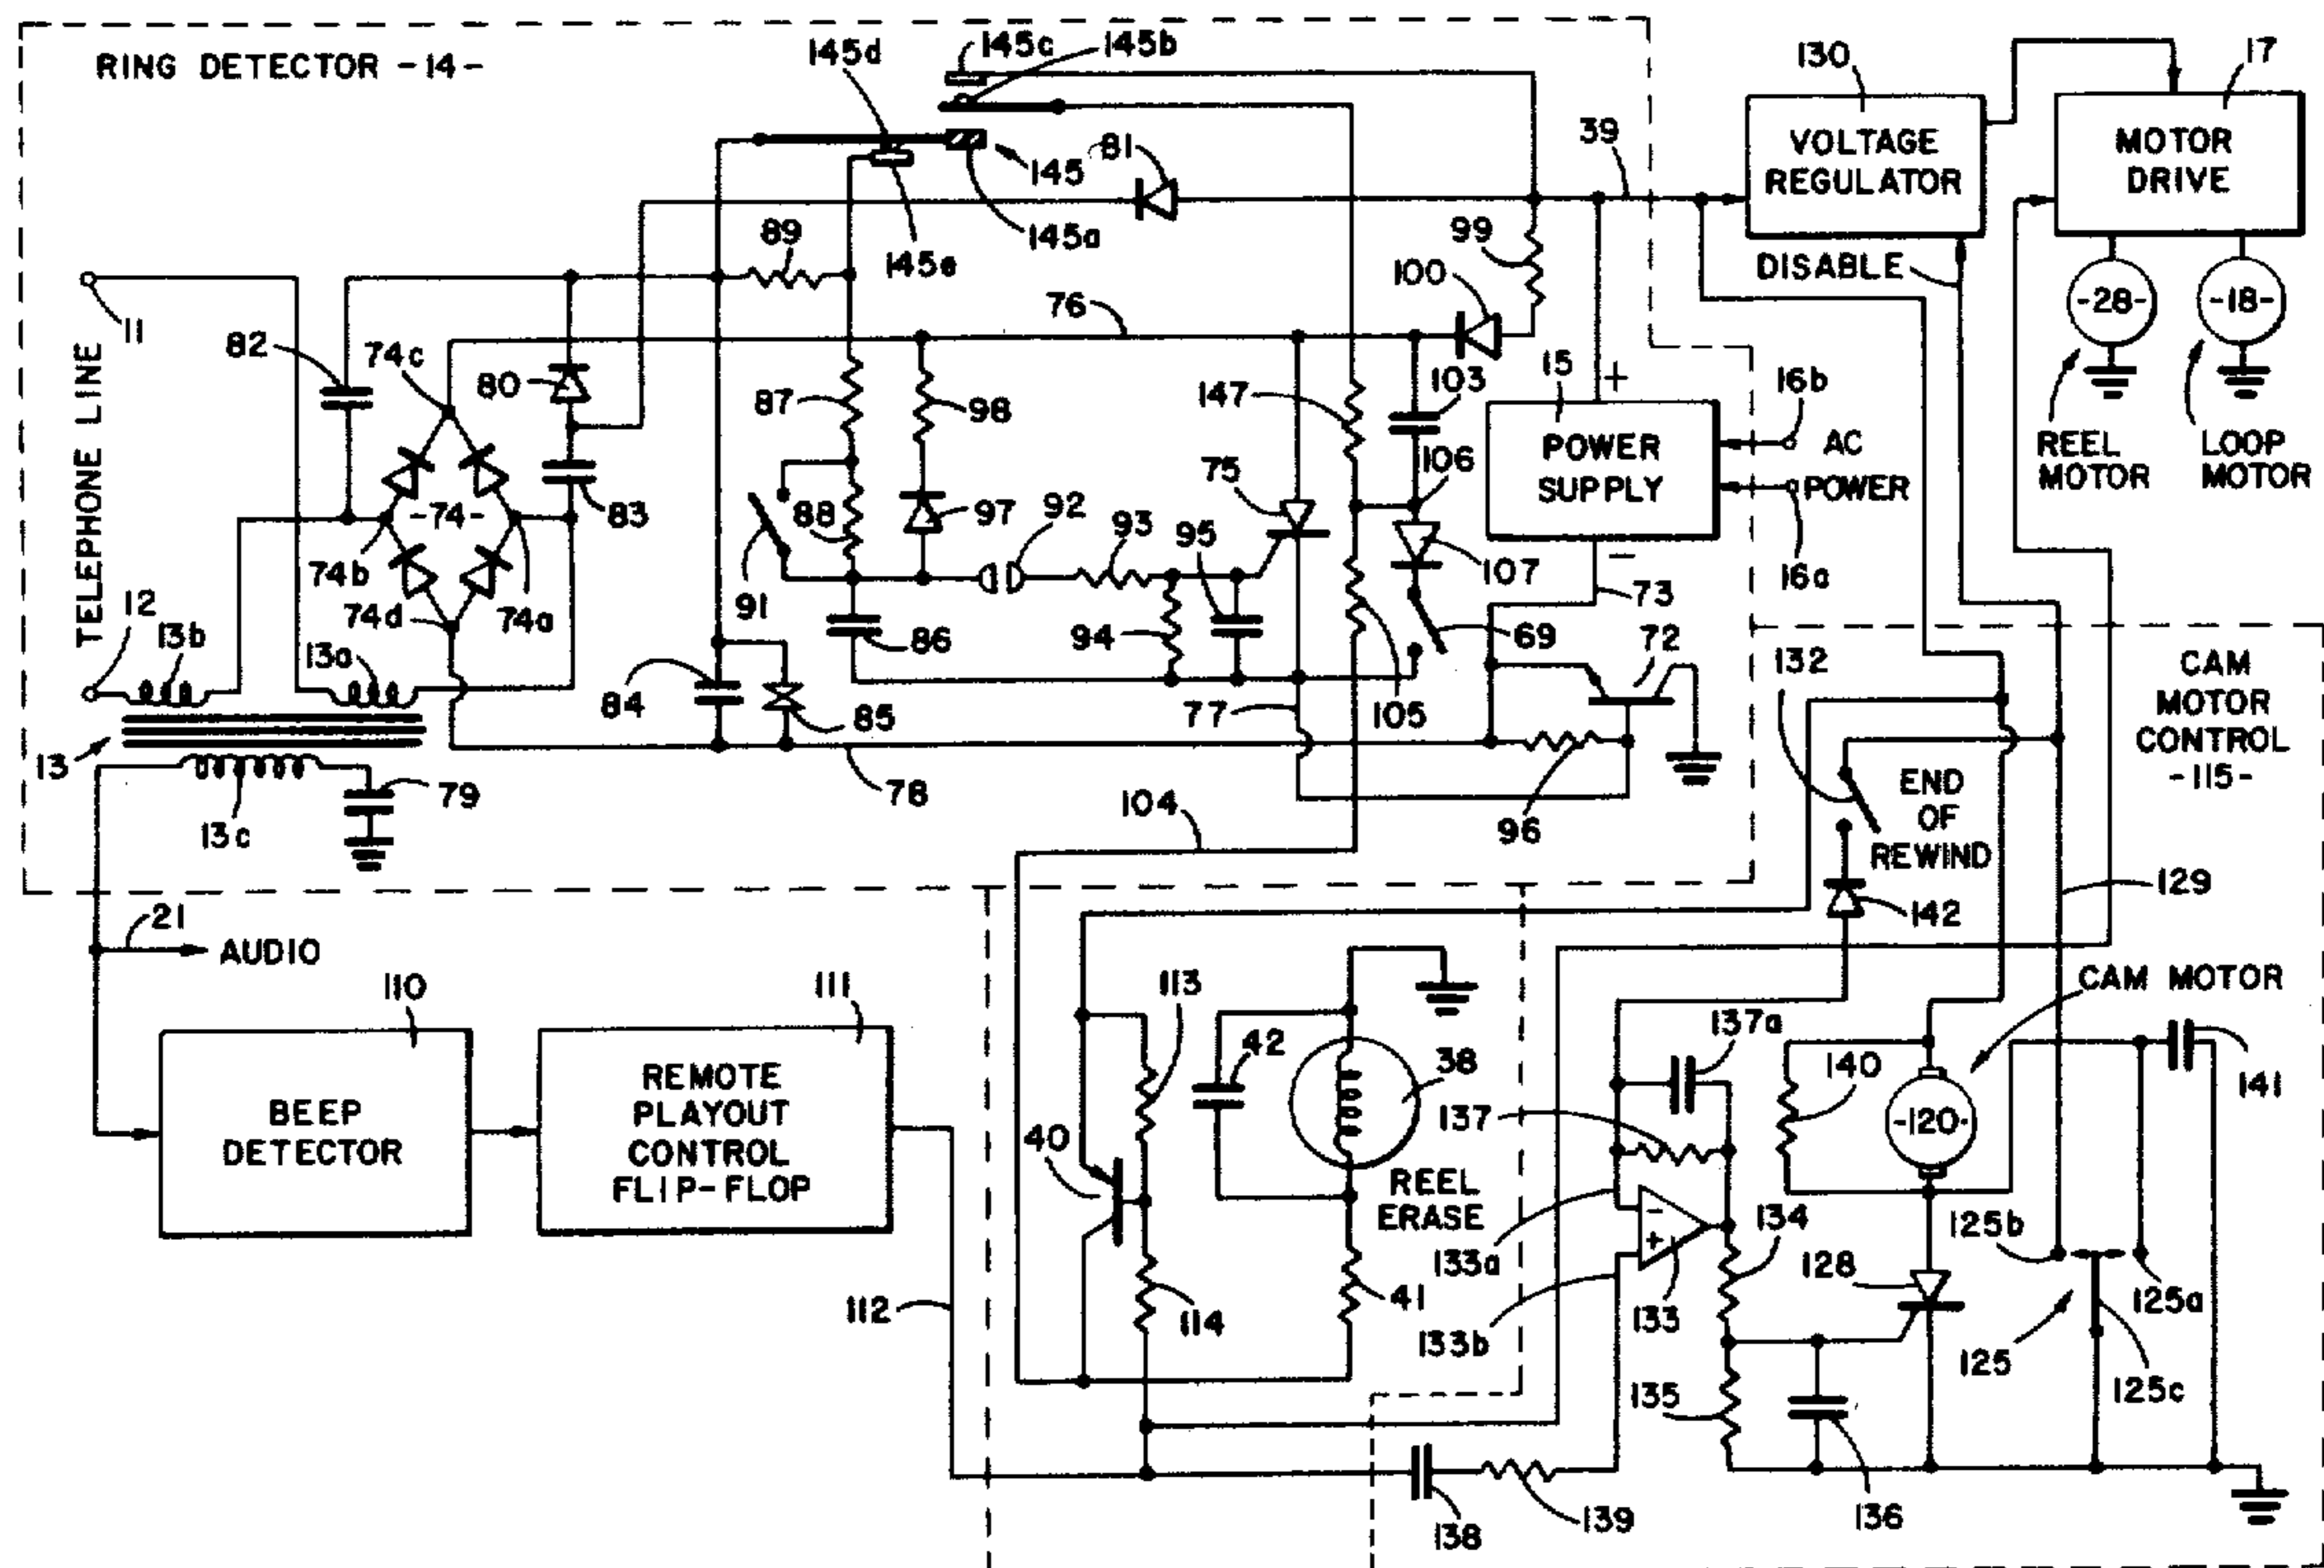 RING DETECTOR -14-
145d
145c
145b
130
17
VOLTAGE
REGULATOR
MOTOR
DRIVE
39
81
145
145a
145e
89
99
100
DISABLE
-28-
-18-
REEL
MOTOR
LOOP
MOTOR
TELEPHONE LINE
11
12
82
74c
80
76
15
+
16b
AC
POWER
16a
POWER
SUPPLY
−
87
98
147
103
106
75
-74-
83
88
97
92
93
95
107
91
74b
74d
74a
86
94
69
73
72
13b
13a
84
85
77
105
132
CAM
MOTOR
CONTROL
-115-
13
13c
79
78
104
96
END
OF
REWIND
129
142
21
AUDIO
CAM MOTOR
110
111
113
42
38
137a
137
140
141
BEEP
DETECTOR
REMOTE
PLAYOUT
CONTROL
FLIP-FLOP
40
REEL
ERASE
-120-
−
+
134
125b
133a
128
133
125a
41
114
112
133b
125
125c
135
138
139
136